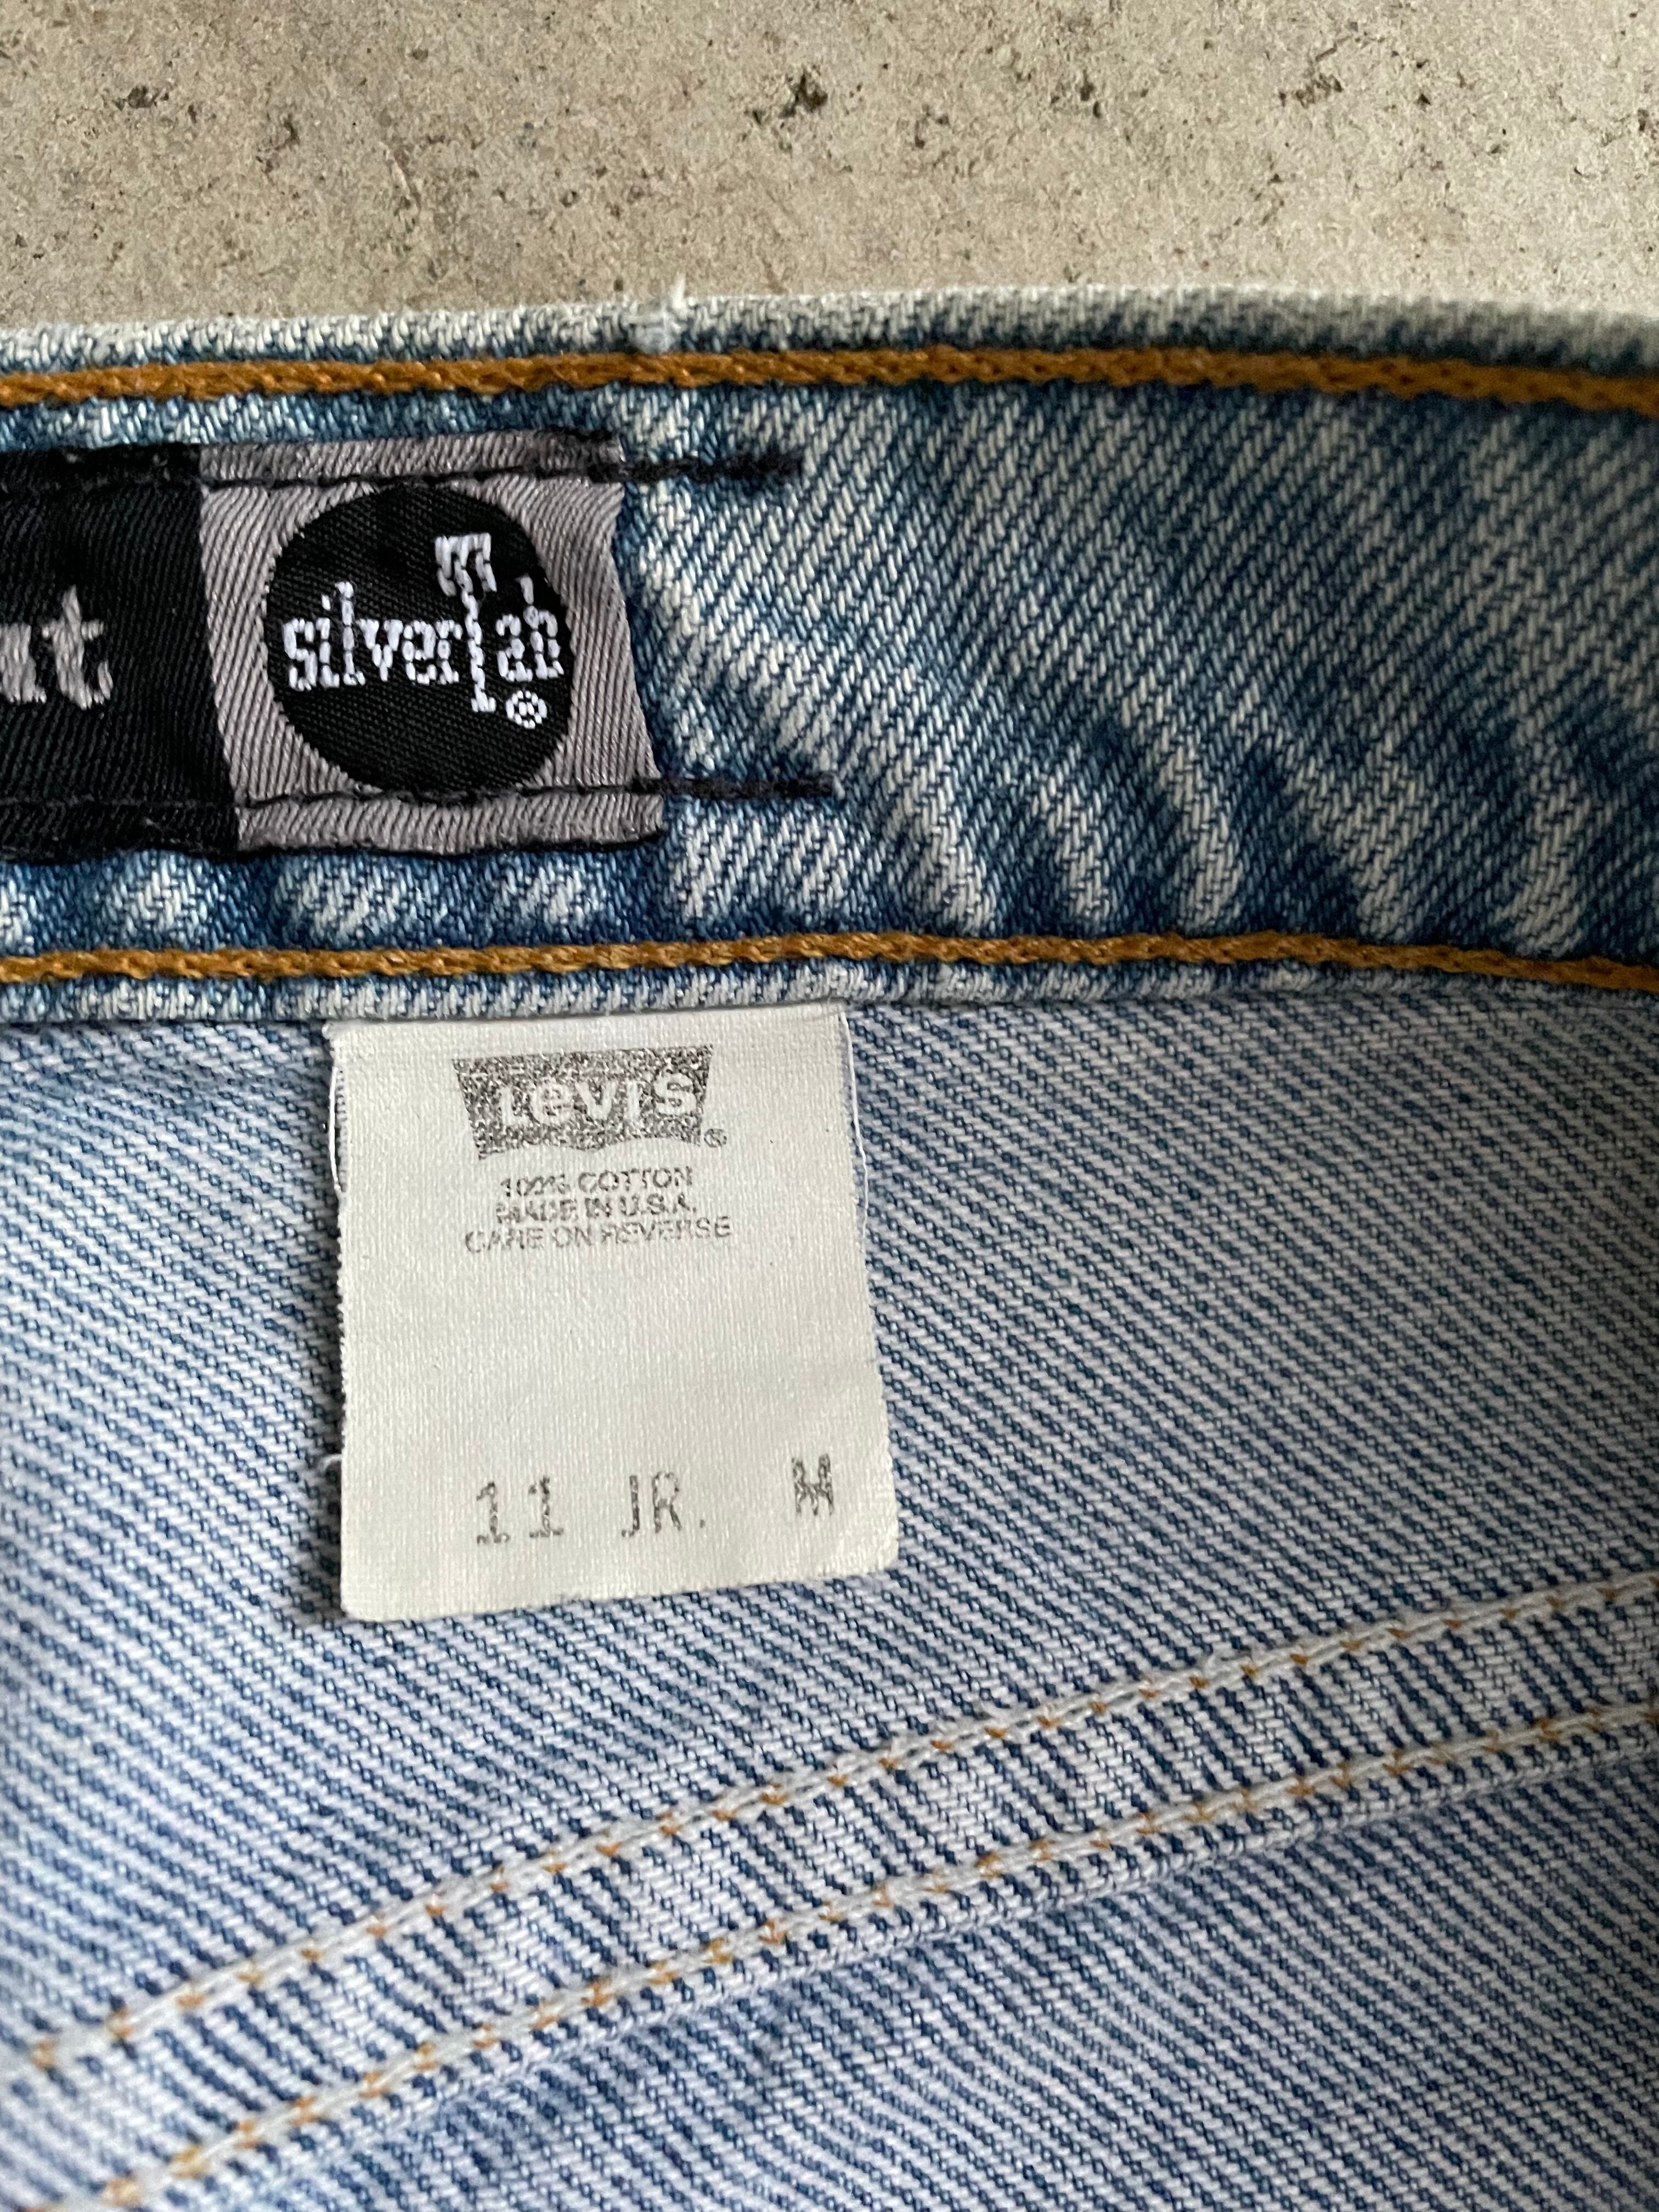 silverTab®
Levi's®
100% COTTON
MADE IN U.S.A.
CARE ON REVERSE
11 JR. M